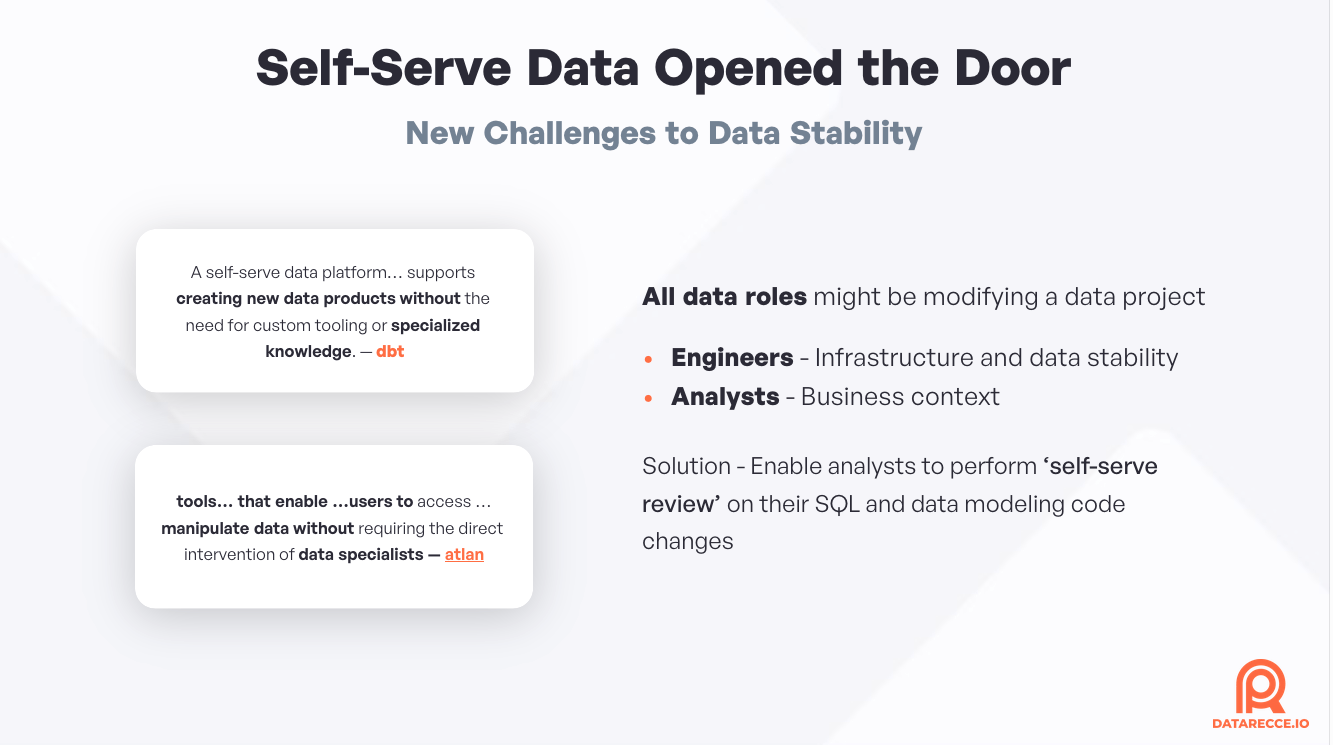 Self-Serve Data Opened the Door
New Challenges to Data Stability
A self-serve data platform… supports
creating new data products without the
need for custom tooling or specialized
knowledge. — dbt
tools… that enable …users to access …
manipulate data without requiring the direct
intervention of data specialists — atlan
All data roles might be modifying a data project
• Engineers - Infrastructure and data stability
• Analysts - Business context
Solution - Enable analysts to perform ‘self-serve
review’ on their SQL and data modeling code
changes
DATARECCE.IO